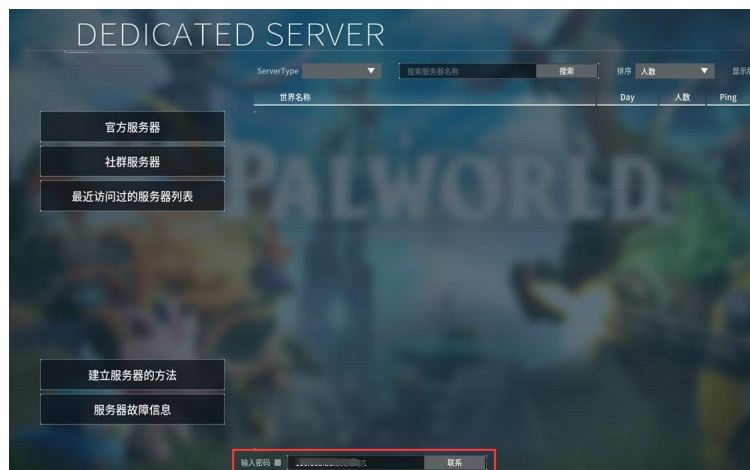 DEDICATED SERVER
ServerType
搜索服务器名称
搜索
排序 人数
世界名称
Day
人数
Ping
官方服务器
社群服务器
最近访问过的服务器列表
PALWORLD
建立服务器的方法
服务器故障信息
输入密码
联系